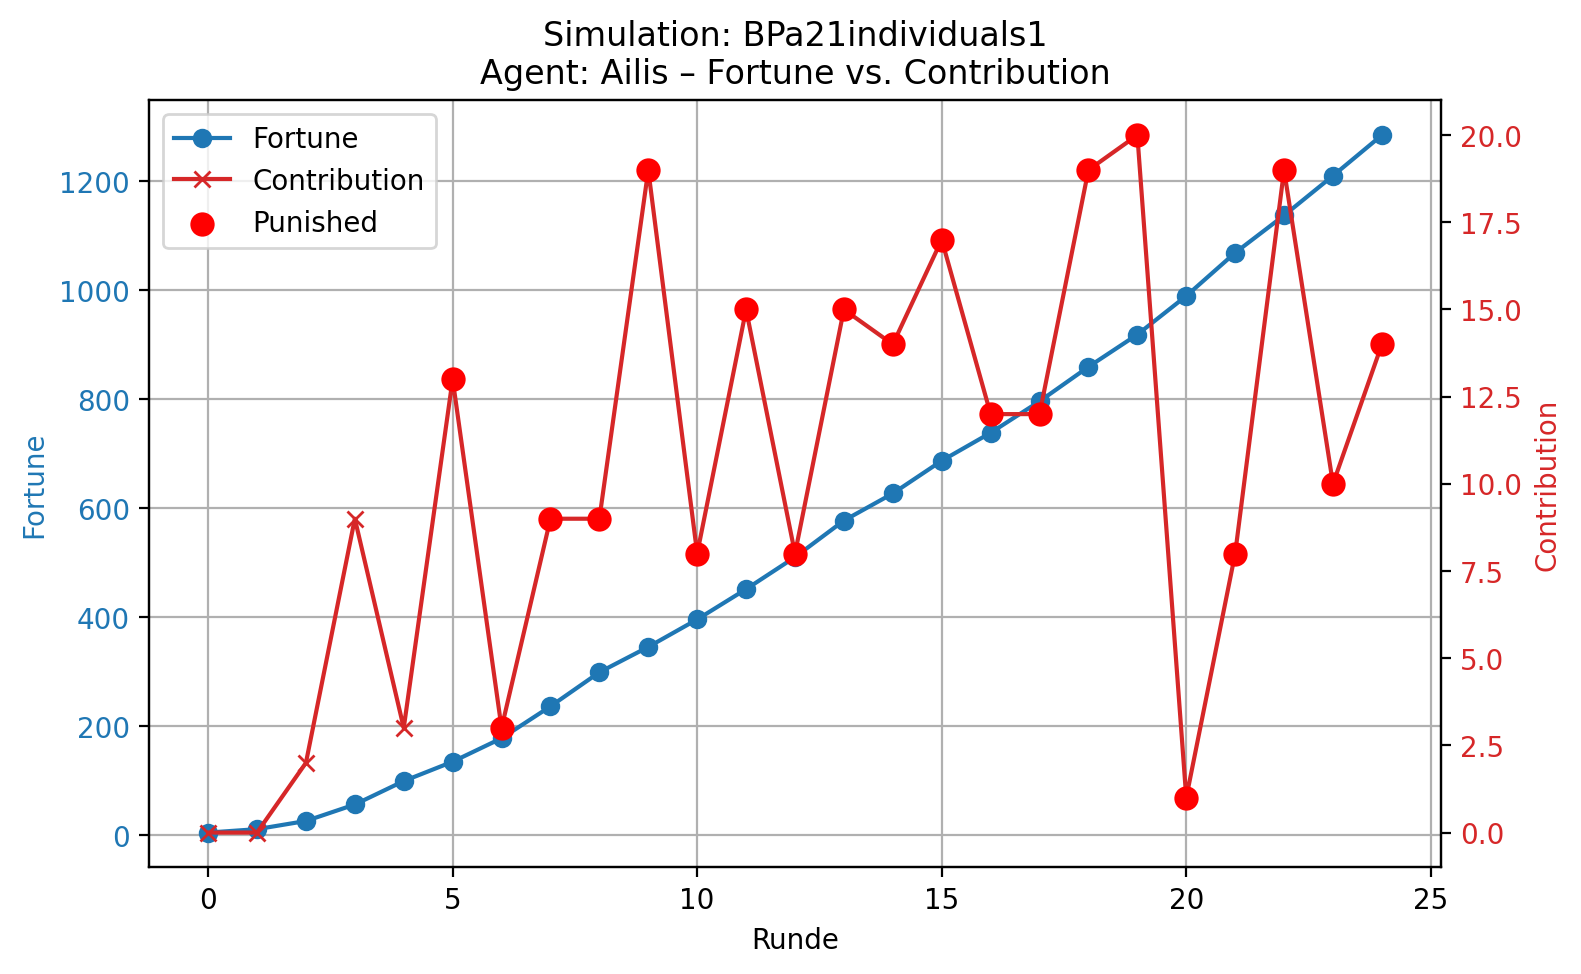 Simulation: BPa21individuals1
Agent: Ailis – Fortune vs. Contribution
Fortune
Contribution
Punished
1200
1000
800
600
400
200
0
Fortune
20.0
17.5
15.0
12.5
10.0
7.5
5.0
2.5
0.0
Contribution
0 5 10 15 20 25
Runde